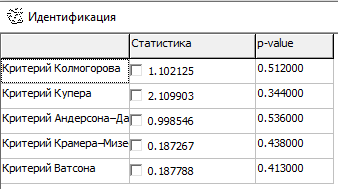 Идентификация
Статистика p-value
Критерий Колмогорова 1.102125 0.512000
Критерий Купера 2.109903 0.344000
Критерий Андерсона-Да 0.998546 0.536000
Критерий Крамера-Мизе 0.187267 0.438000
Критерий Ватсона 0.187788 0.413000